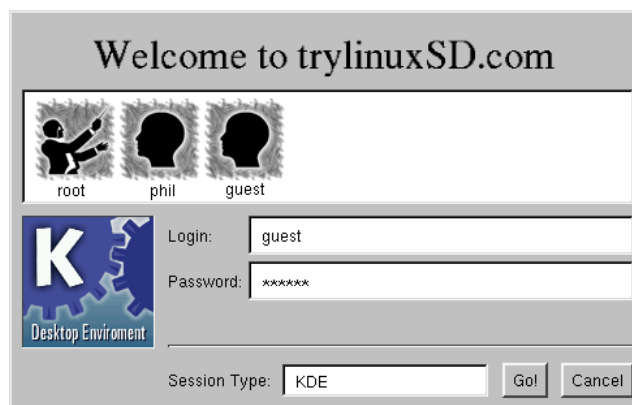 Welcome to trylinuxSD.com
root phil guest
Login: guest
Password: ******
K
Desktop Enviroment
Session Type: KDE Go! Cancel